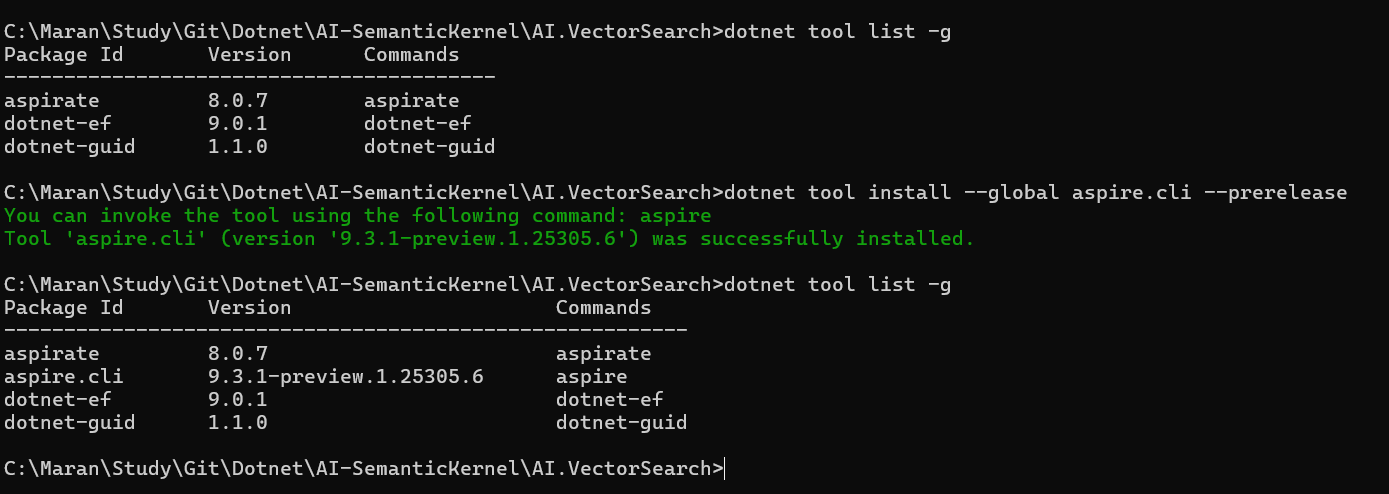 C:\Maran\Study\Git\Dotnet\AI-SemanticKernel\AI.VectorSearch>dotnet tool list -g
Package Id      Version      Commands
-----------------------------------------
aspirate        8.0.7        aspirate
dotnet-ef       9.0.1        dotnet-ef
dotnet-guid     1.1.0        dotnet-guid
C:\Maran\Study\Git\Dotnet\AI-SemanticKernel\AI.VectorSearch>dotnet tool install --global aspire.cli --prerelease
You can invoke the tool using the following command: aspire
Tool 'aspire.cli' (version '9.3.1-preview.1.25305.6') was successfully installed.
C:\Maran\Study\Git\Dotnet\AI-SemanticKernel\AI.VectorSearch>dotnet tool list -g
Package Id      Version                      Commands
---------------------------------------------------------
aspirate        8.0.7                        aspirate
aspire.cli      9.3.1-preview.1.25305.6      aspire
dotnet-ef       9.0.1                        dotnet-ef
dotnet-guid     1.1.0                        dotnet-guid
C:\Maran\Study\Git\Dotnet\AI-SemanticKernel\AI.VectorSearch>